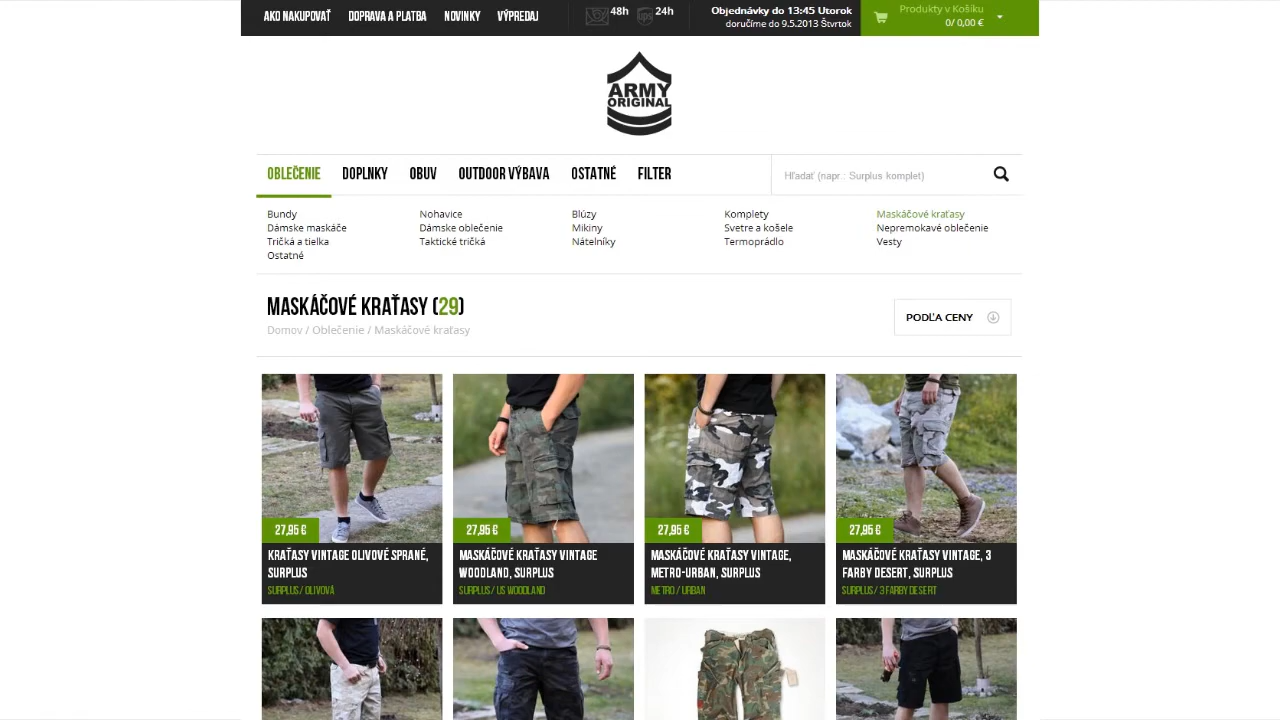 AKO NAKUPOVAŤ DOPRAVA A PLATBA NOVINKY VÝPREDAJ
48h 24h
Objednávky do 13:45 Utorok
doručíme do 9.5.2013 Štvrtok
Produkty v Košíku
0/ 0,00 €
ARMY
ORIGINAL
OBLEČENIE DOPLNKY OBUV OUTDOOR VÝBAVA OSTATNÉ FILTER
Hľadať (napr.: Surplus komplet)
Bundy Nohavice Blúzy Komplety Maskáčové kraťasy
Dámske maskáče Dámske oblečenie Mikiny Svetre a košele Nepremokavé oblečenie
Tričká a tielka Taktické tričká Nátelníky Termoprádlo Vesty
Ostatné
MASKÁČOVÉ KRAŤASY (29)
Domov / Oblečenie / Maskáčové kraťasy
PODĽA CENY
27,95 € 27,95 € 27,95 € 27,95 €
KRAŤASY VINTAGE OLIVOVÉ SPRANÉ,
SURPLUS
SURPLUS / OLIVOVÁ
MASKÁČOVÉ KRAŤASY VINTAGE
WOODLAND, SURPLUS
SURPLUS / US WOODLAND
MASKÁČOVÉ KRAŤASY VINTAGE,
METRO-URBAN, SURPLUS
METRO / URBAN
MASKÁČOVÉ KRAŤASY VINTAGE, 3
FARBY DESERT, SURPLUS
SURPLUS / 3 FARBY DESERT